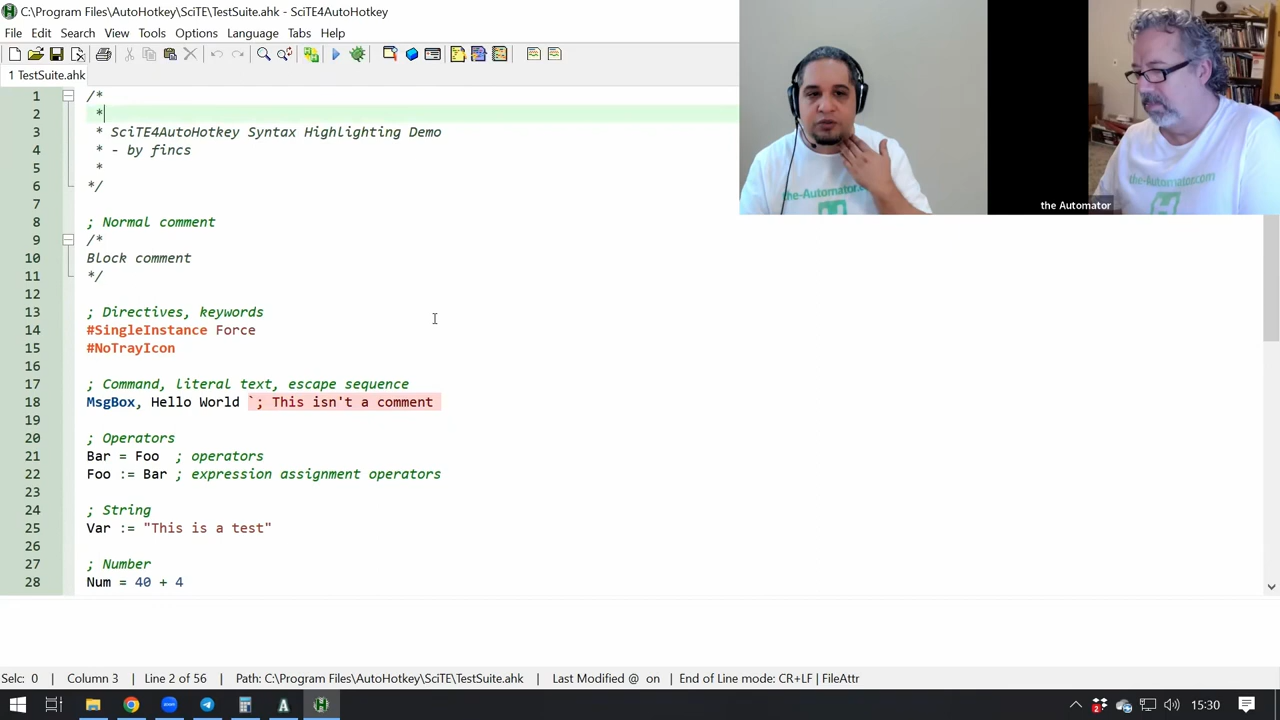 C:\Program Files\AutoHotkey\SciTE\TestSuite.ahk - SciTE4AutoHotkey
File Edit Search View Tools Options Language Tabs Help
1 TestSuite.ahk
1 /*
2 *
3 * SciTE4AutoHotkey Syntax Highlighting Demo
4 * - by fincs
5 *
6 */
7
8 ; Normal comment
9 /*
10 Block comment
11 */
12
13 ; Directives, keywords
14 #SingleInstance Force
15 #NoTrayIcon
16
17 ; Command, literal text, escape sequence
18 MsgBox, Hello World `; This isn't a comment
19
20 ; Operators
21 Bar = Foo ; operators
22 Foo := Bar ; expression assignment operators
23
24 ; String
25 Var := "This is a test"
26
27 ; Number
28 Num = 40 + 4
the-Automator.com
the Automator
the-Automator.com
Selc: 0 Column 3 Line 2 of 56 Path: C:\Program Files\AutoHotkey\SciTE\TestSuite.ahk Last Modified @ on End of Line mode: CR+LF | FileAttr
zoom
2
15:30